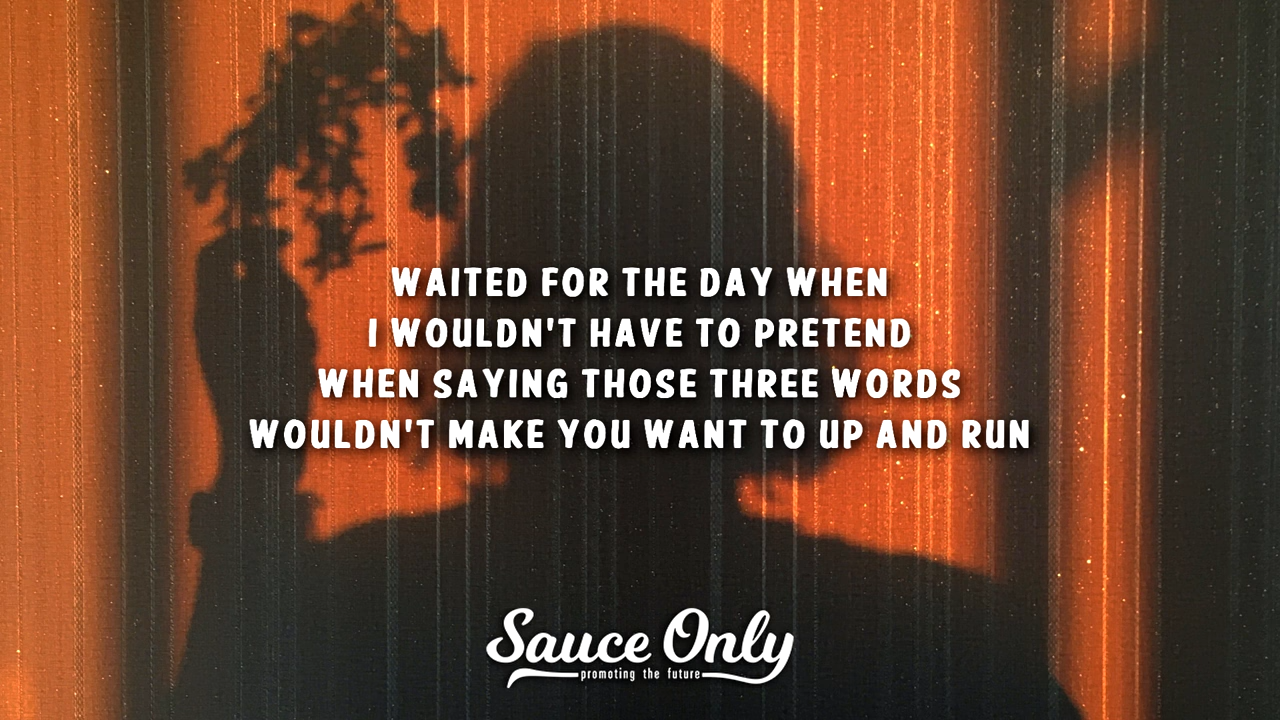 WAITED FOR THE DAY WHEN
I WOULDN'T HAVE TO PRETEND
WHEN SAYING THOSE THREE WORDS
WOULDN'T MAKE YOU WANT TO UP AND RUN
Sauce Only
promoting the future